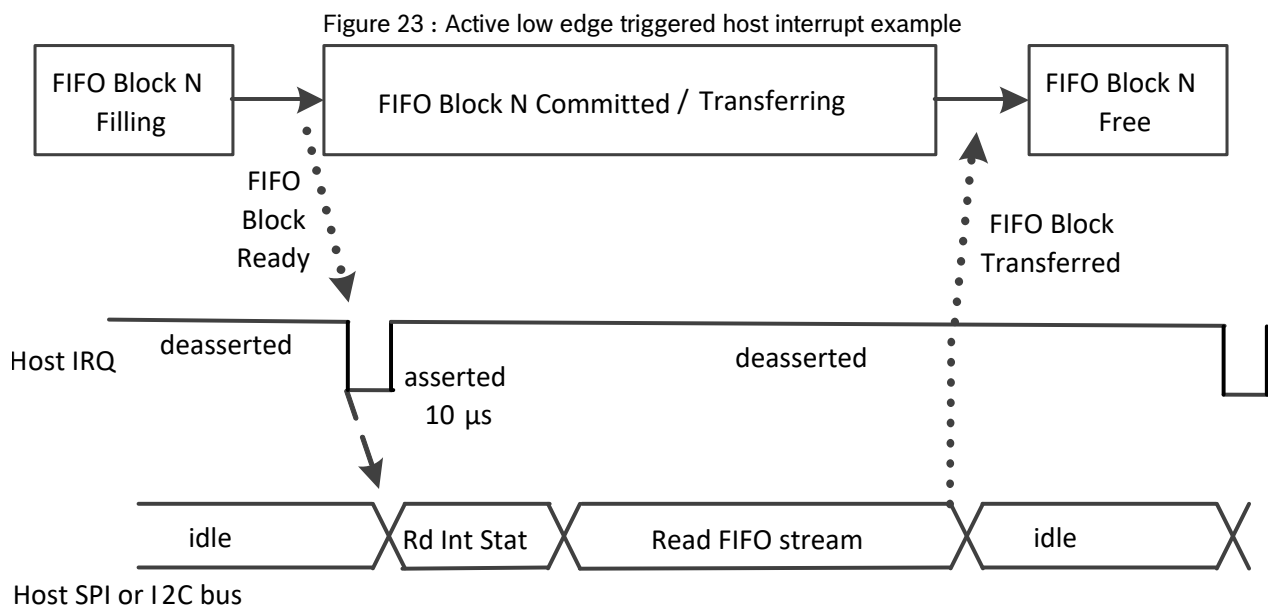 Figure 23 : Active low edge triggered host interrupt example
FIFO Block N
Filling
FIFO Block N Committed / Transferring
FIFO Block N
Free
FIFO
Block
Ready
FIFO Block
Transferred
Host IRQ
deasserted
asserted
10 µs
deasserted
idle
Rd Int Stat
Read FIFO stream
idle
Host SPI or I2C bus